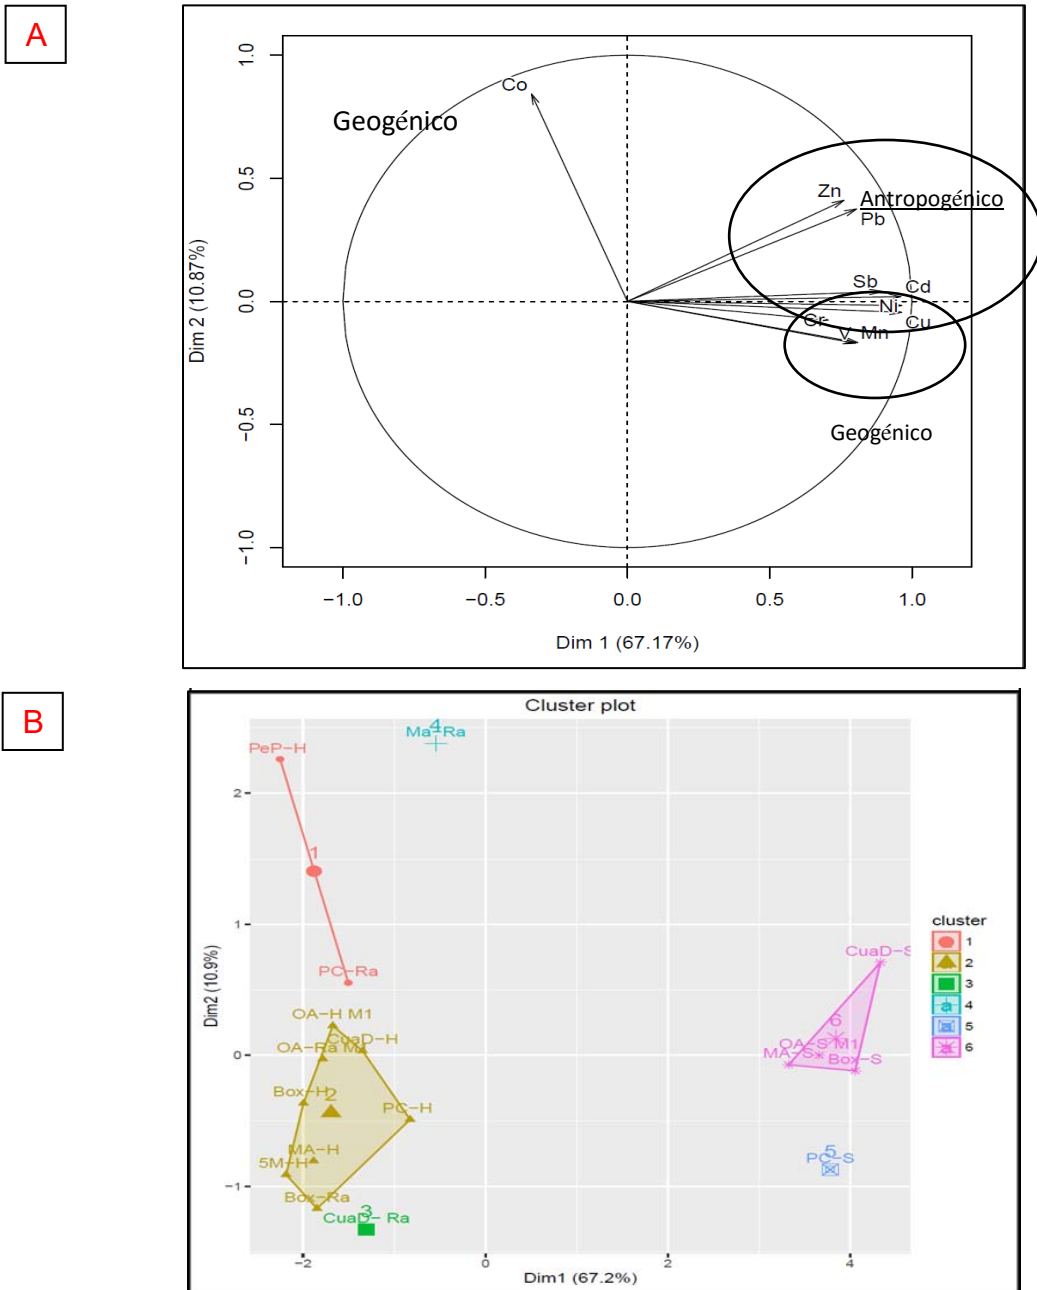 A
1.0
0.5
0.0
−0.5
−1.0
Dim 2 (10.87%)
Co
Geogénico
Zn
Antropogénico
Pb
Sb
Cd
Ni
Cr
Cu
V
Mn
Geogénico
−1.0
−0.5
0.0
0.5
1.0
Dim 1 (67.17%)
B
Cluster plot
4
Ma-Ra
PeP−H
2
1
1
PC−Ra
OA−H M1
CuaD−H
OA−Ra M1
Box−H
2
PC−H
MA−H
5M−H
Box−Ra
3
CuaD− Ra
CuaD−S
6
OA−S M1
MA−S
Box−S
5
PC−S
0
−1
Dim2 (10.9%)
−2
0
2
4
Dim1 (67.2%)
cluster
1
2
3
a 4
5
a 6